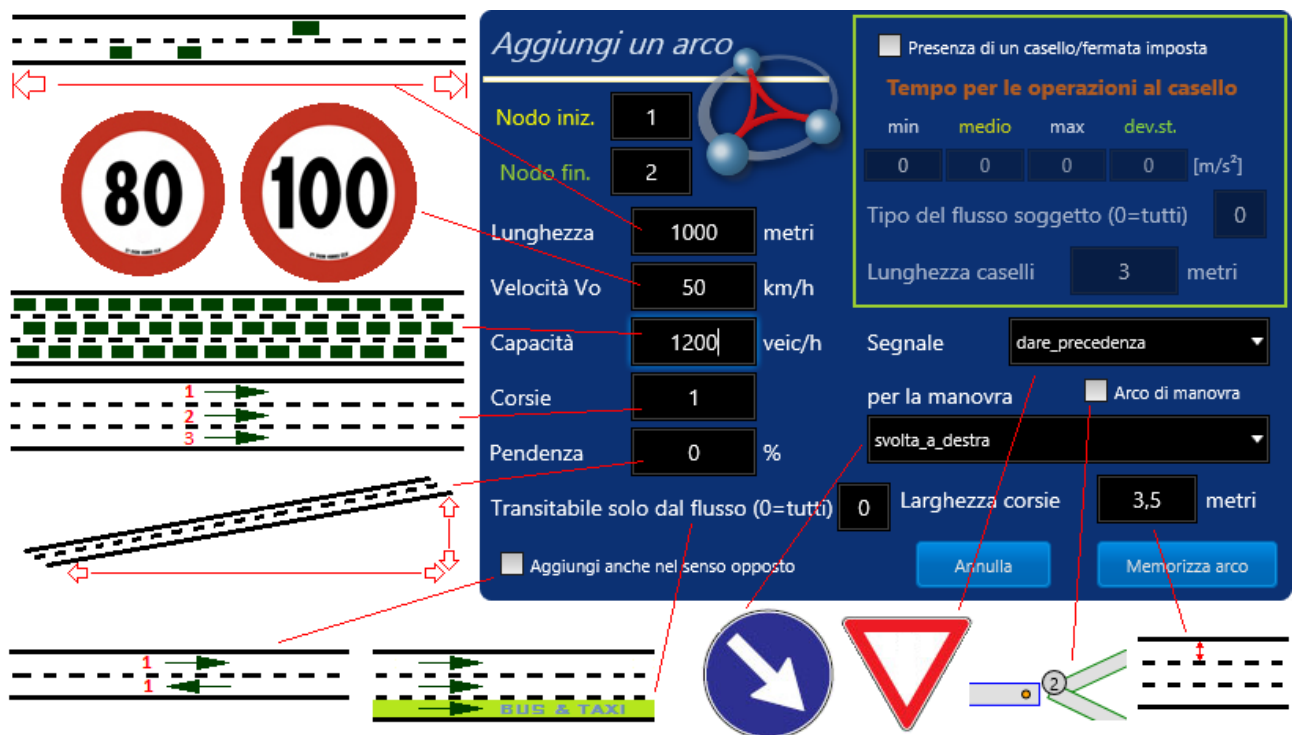 Aggiungi un arco
Nodo iniz. 1
Nodo fin. 2
Lunghezza 1000 metri
Velocità Vo 50 km/h
Capacità 1200 veic/h
Corsie 1
Pendenza 0 %
Transitabile solo dal flusso (0=tutti) 0
Aggiungi anche nel senso opposto
Presenza di un casello/fermata imposta
Tempo per le operazioni al casello
min medio max dev.st.
0 0 0 0 [m/s²]
Tipo del flusso soggetto (0=tutti) 0
Lunghezza caselli 3 metri
Segnale dare_precedenza
per la manovra Arco di manovra
svolta_a_destra
Larghezza corsie 3,5 metri
Annulla Memorizza arco
80 100
1
2
3
1
1
BUS & TAXI
2